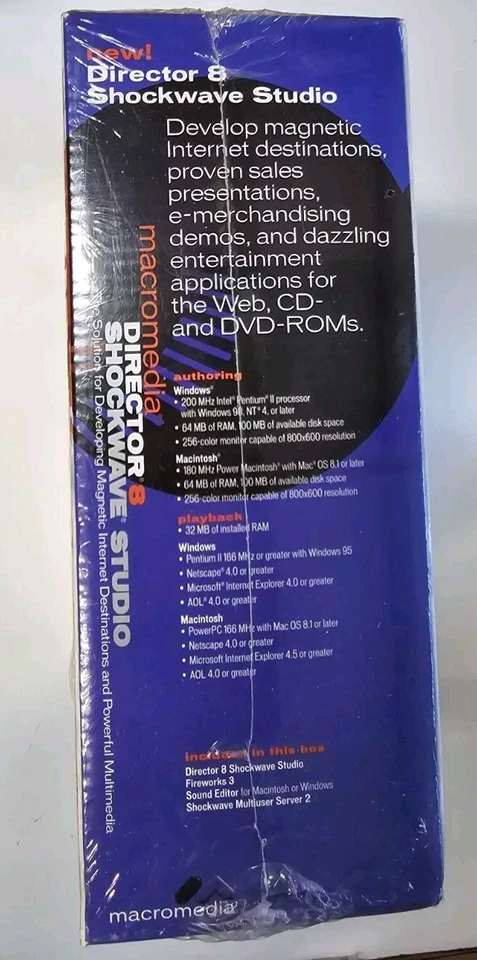 new!
Director 8
Shockwave Studio
Develop magnetic
Internet destinations,
proven sales
presentations,
e-merchandising
demos, and dazzling
entertainment
applications for
the Web, CD-
and DVD-ROMs.
macromedia
DIRECTOR® 8
SHOCKWAVE® STUDIO
The Solution for Developing Magnetic Internet Destinations and Powerful Multimedia
authoring
Windows®
• 200 MHz Intel® Pentium® II processor
with Windows 98, NT® 4, or later
• 64 MB of RAM, 100 MB of available disk space
• 256-color monitor capable of 800x600 resolution
Macintosh®
• 180 MHz Power Macintosh® with Mac® OS 8.1 or later
• 64 MB of RAM, 100 MB of available disk space
• 256-color monitor capable of 800x600 resolution
playback
• 32 MB of installed RAM
Windows
• Pentium II 166 MHz or greater with Windows 95
• Netscape® 4.0 or greater
• Microsoft® Internet Explorer 4.0 or greater
• AOL® 4.0 or greater
Macintosh
• PowerPC 166 MHz with Mac OS 8.1 or later
• Netscape 4.0 or greater
• Microsoft Internet Explorer 4.5 or greater
• AOL 4.0 or greater
included in this box
Director 8 Shockwave Studio
Fireworks 3
Sound Editor for Macintosh or Windows
Shockwave Multiuser Server 2
macromedia®